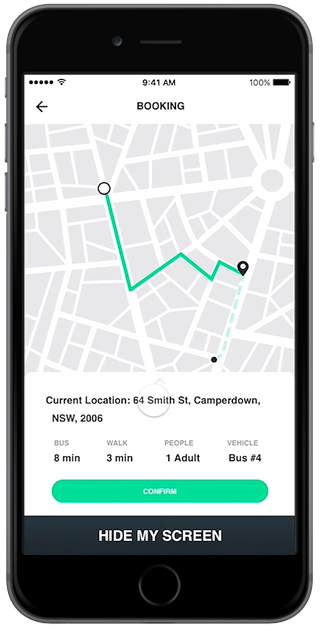 9:41 AM 100%
BOOKING
Current Location: 64 Smith St, Camperdown,
NSW, 2006
BUS WALK PEOPLE VEHICLE
8 min 3 min 1 Adult Bus #4
CONFIRM
HIDE MY SCREEN